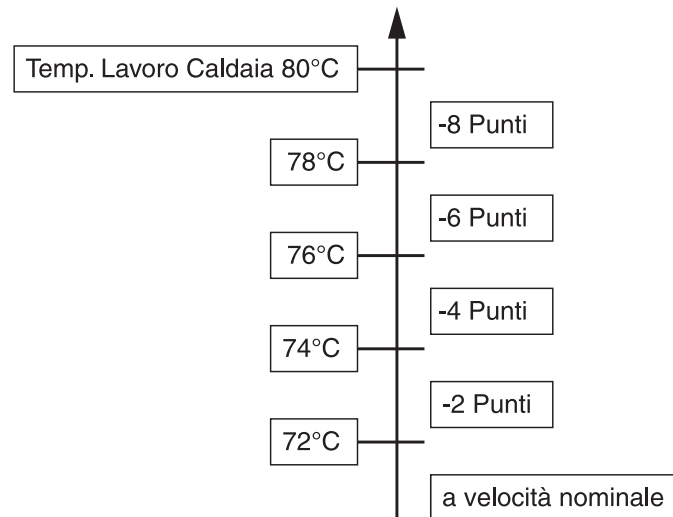 Temp. Lavoro Caldaia 80°C
-8 Punti
78°C
-6 Punti
76°C
-4 Punti
74°C
-2 Punti
72°C
a velocità nominale